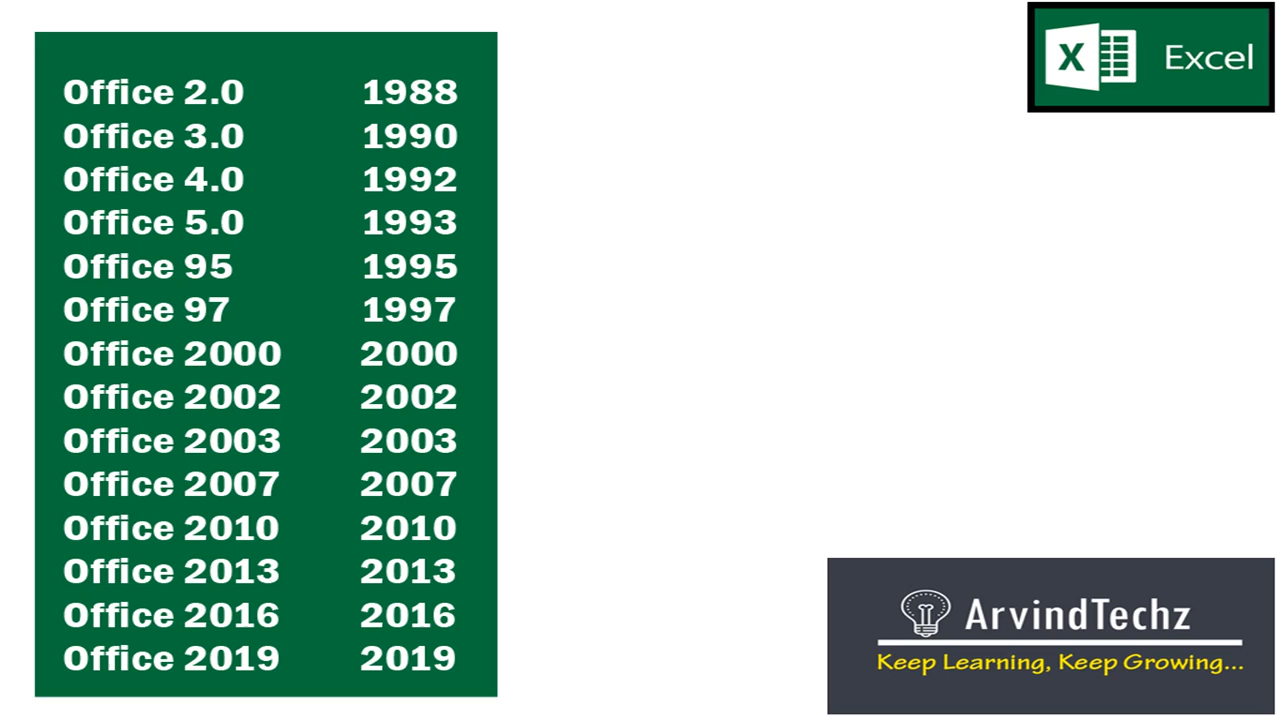 Office 2.0 1988
Office 3.0 1990
Office 4.0 1992
Office 5.0 1993
Office 95 1995
Office 97 1997
Office 2000 2000
Office 2002 2002
Office 2003 2003
Office 2007 2007
Office 2010 2010
Office 2013 2013
Office 2016 2016
Office 2019 2019
X Excel
ArvindTechz
Keep Learning, Keep Growing...